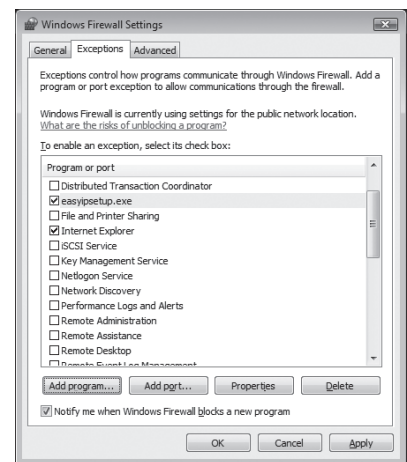 Windows Firewall Settings
General Exceptions Advanced
Exceptions control how programs communicate through Windows Firewall. Add a
program or port exception to allow communications through the firewall.
Windows Firewall is currently using settings for the public network location.
What are the risks of unblocking a program?
To enable an exception, select its check box:
Program or port
Distributed Transaction Coordinator
easyipsetup.exe
File and Printer Sharing
Internet Explorer
iSCSI Service
Key Management Service
Netlogon Service
Network Discovery
Performance Logs and Alerts
Remote Administration
Remote Assistance
Remote Desktop
Remote Event Log Management
Add program... Add port... Properties Delete
Notify me when Windows Firewall blocks a new program
OK Cancel Apply